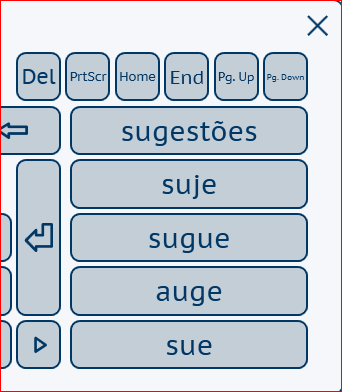 Del PrtScr Home End Pg. Up Pg. Down
sugestões
suje
sugue
auge
sue